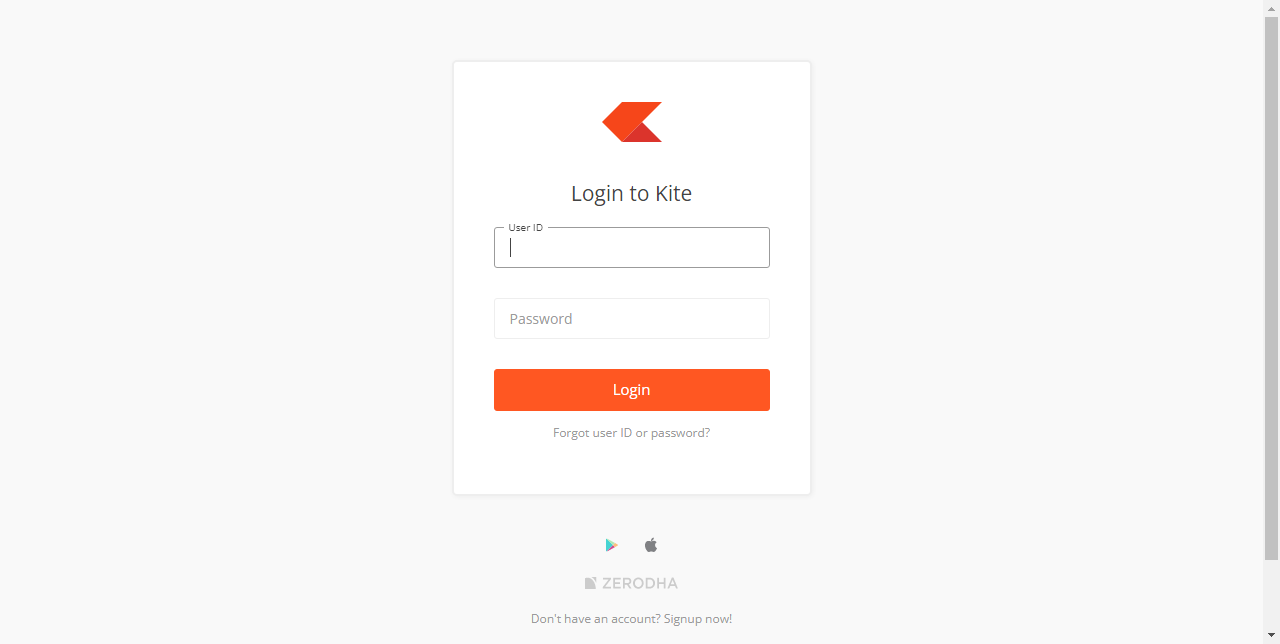 Login to Kite
User ID
Password
Login
Forgot user ID or password?
ZERODHA
Don't have an account? Signup now!